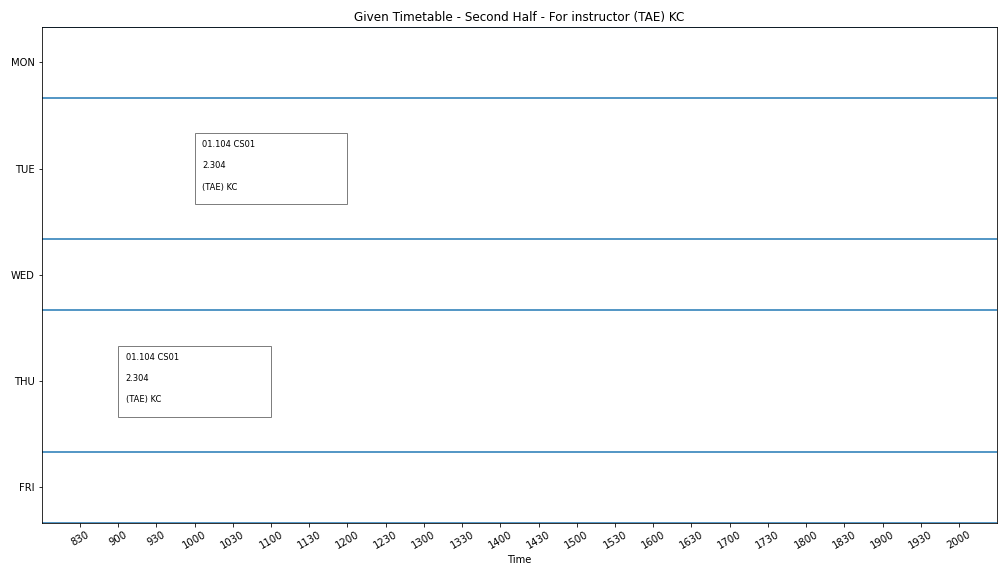 Given Timetable - Second Half - For instructor (TAE) KC
MON
TUE
01.104 CS01
2.304
(TAE) KC
WED
THU
01.104 CS01
2.304
(TAE) KC
FRI
830 900 930 1000 1030 1100 1130 1200 1230 1300 1330 1400 1430 1500 1530 1600 1630 1700 1730 1800 1830 1900 1930 2000
Time